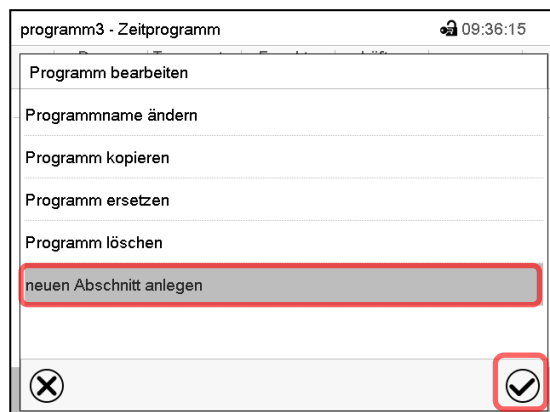 programm3 - Zeitprogramm 09:36:15
Programm bearbeiten
Programmname ändern
Programm kopieren
Programm ersetzen
Programm löschen
neuen Abschnitt anlegen